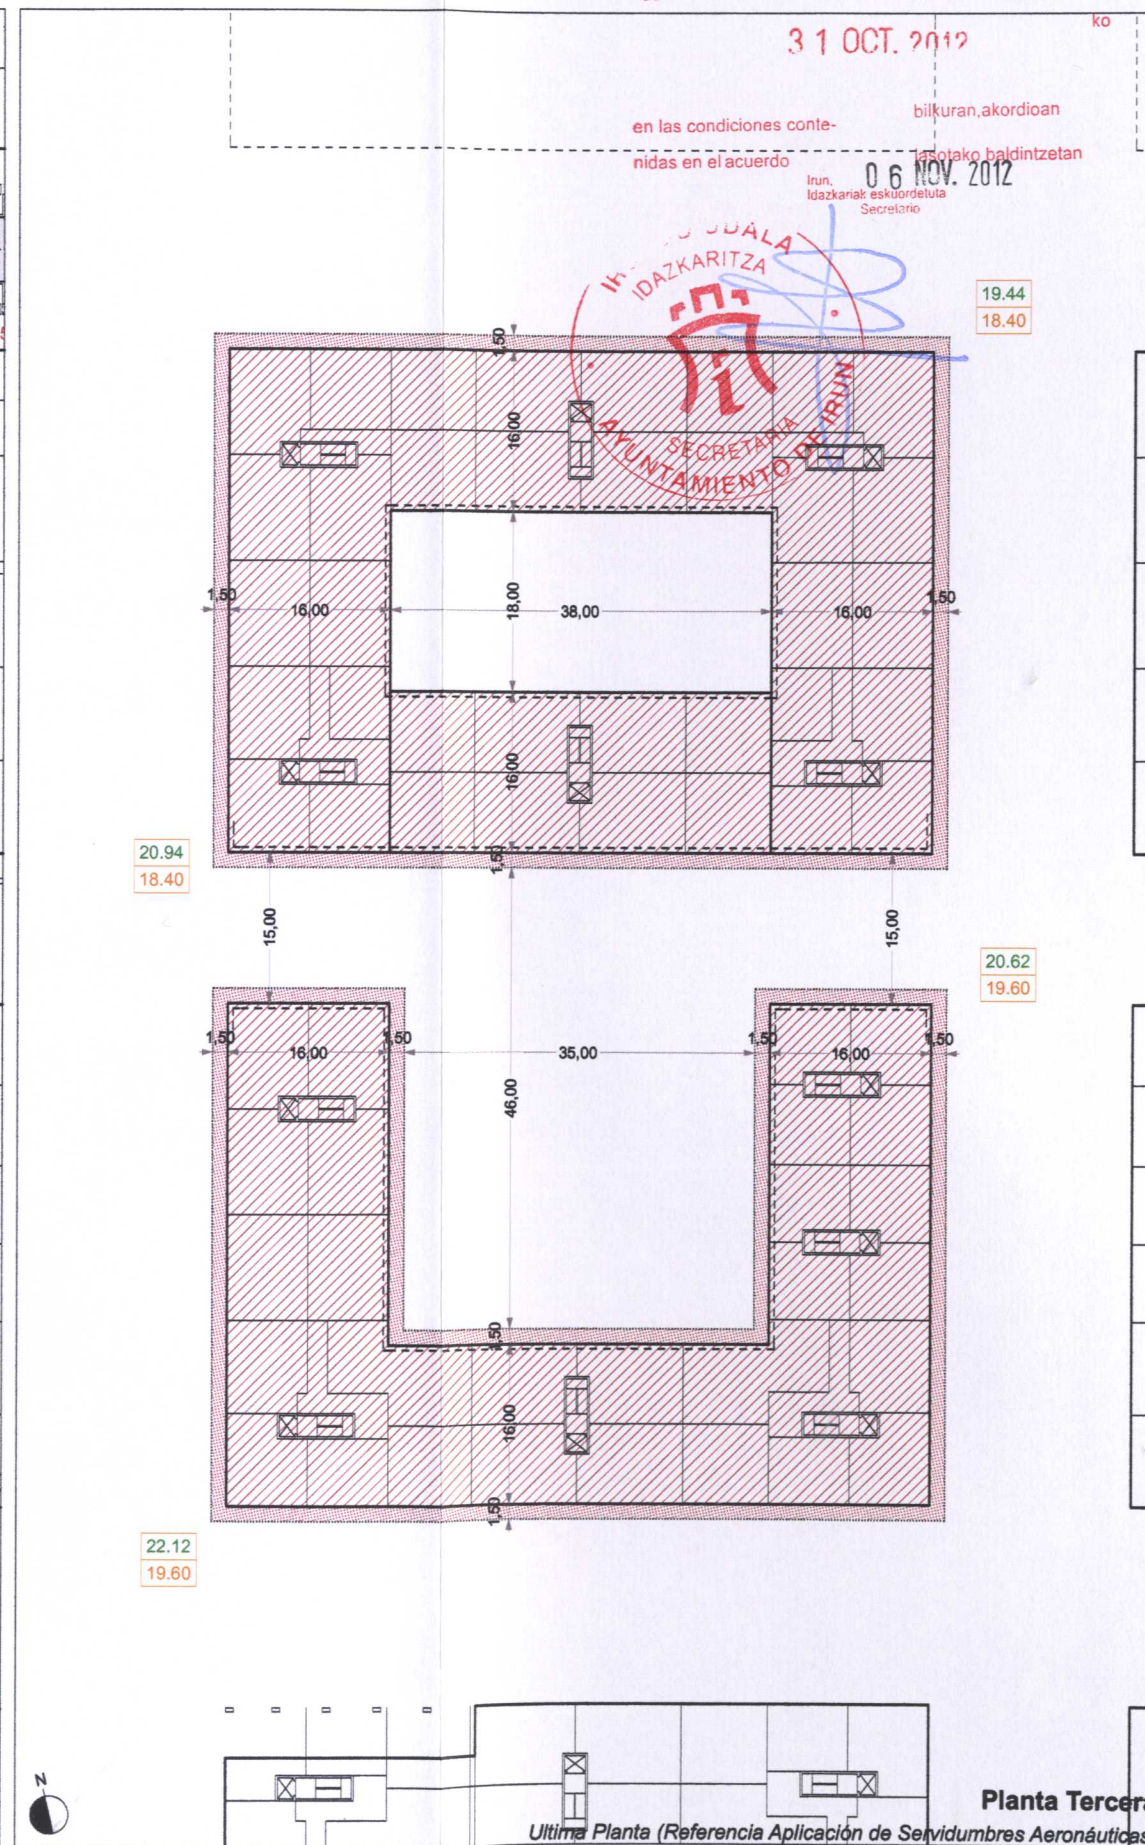 ko
31 OCT. 2012
bilkuran, akordioan
en las condiciones conte-
nidas en el acuerdo
jasotako baldintzetan
Irun, 06 NOV. 2012
Idazkariak eskuordetuta
Secretario
UDALA
IDAZKARITZA
SECRETARIA
AYUNTAMIENTO DE IRUN
19.44
18.40
1,50
16,00
18,00
1,50
16,00
38,00
16,00
1,50
16,00
1,50
20.94
18.40
15,00
15,00
20.62
19.60
1,50
16,00
1,50
35,00
1,50
16,00
1,50
46,00
1,50
16,00
1,50
22.12
19.60
N
Planta Tercera
Ultima Planta (Referencia Aplicación de Servidumbres Aeronáuticas